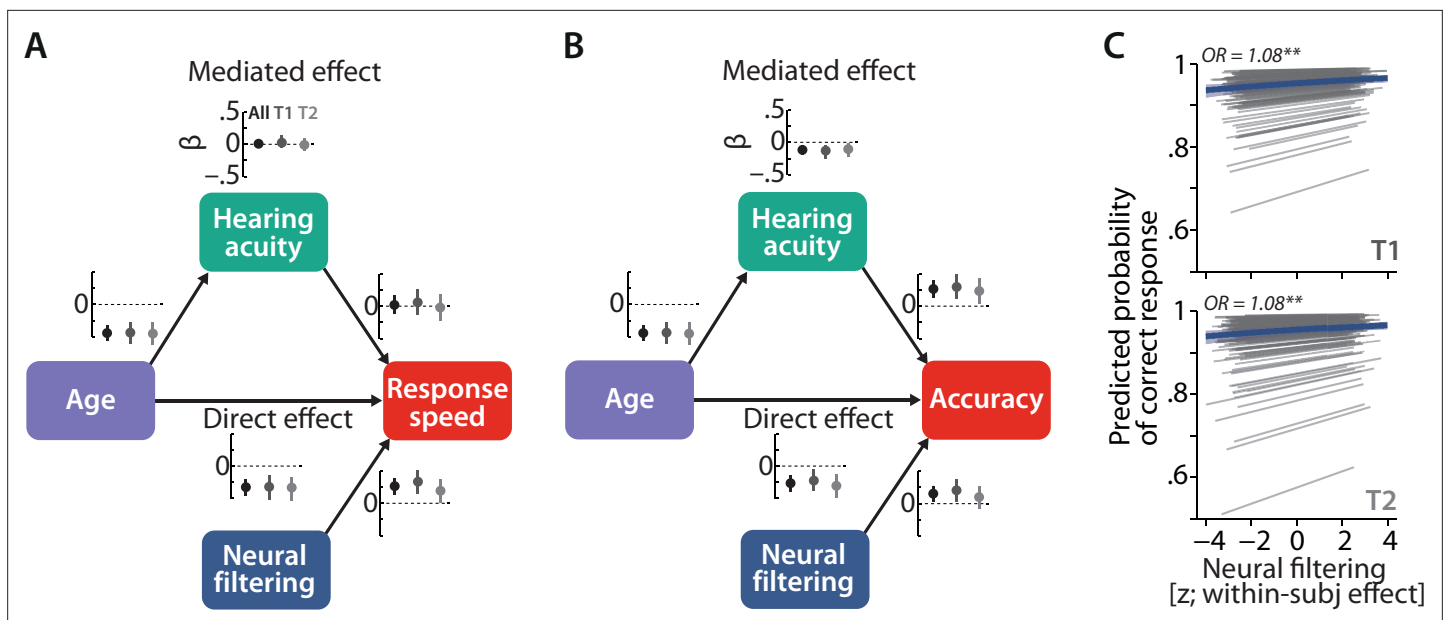 A
Mediated effect
All T1 T2
.5
0
−.5
β
Hearing
acuity
0
0
Age
Response
speed
Direct effect
0
0
Neural
filtering
B
Mediated effect
.5
0
−.5
β
Hearing
acuity
0
0
Age
Accuracy
Direct effect
0
0
Neural
filtering
C
OR = 1.08**
1
.8
.6
T1
Predicted probability
of correct response
OR = 1.08**
1
.8
.6
T2
−4 −2 0 2 4
Neural filtering
[z; within-subj effect]